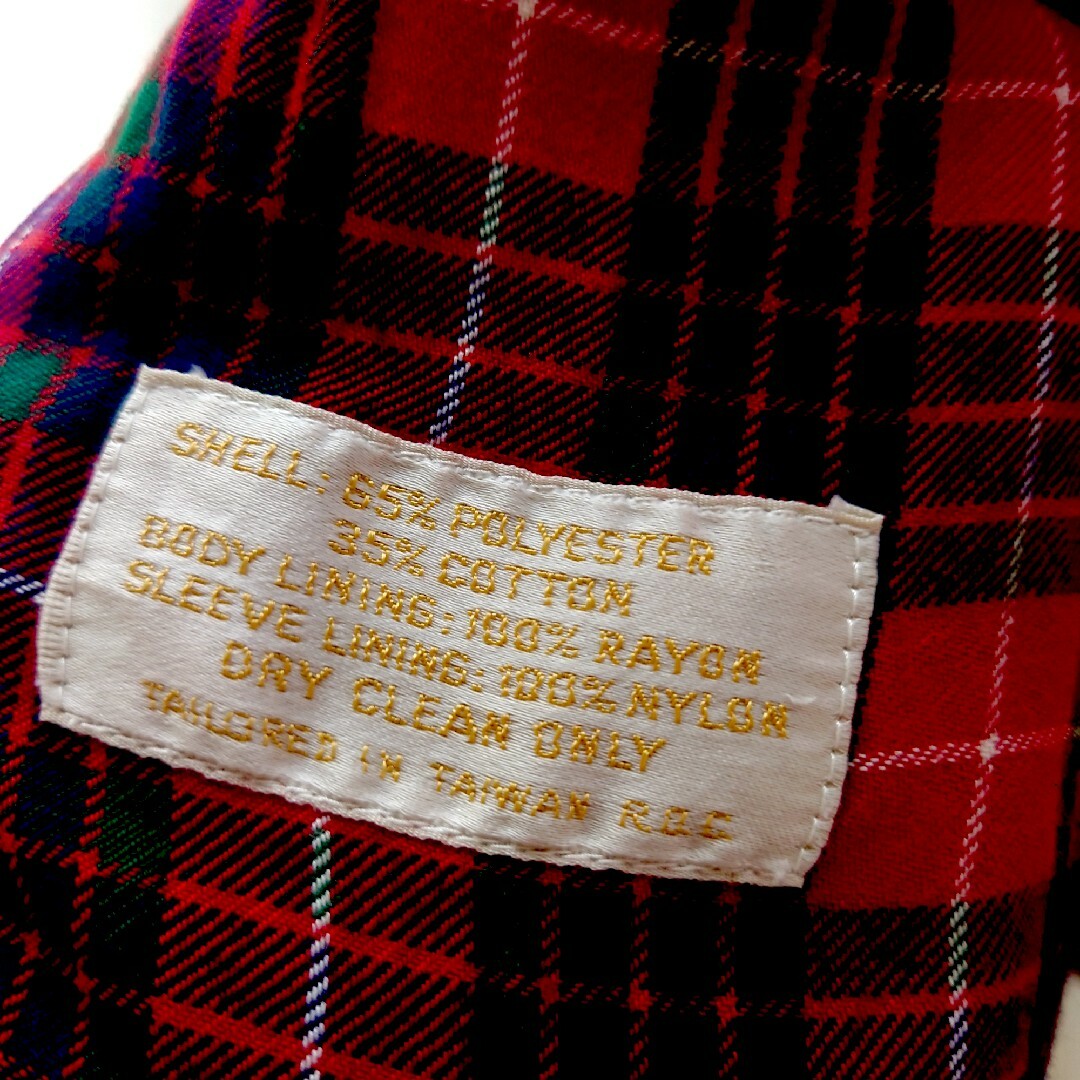 SHELL: 65% POLYESTER
35% COTTON
BODY LINING: 100% RAYON
SLEEVE LINING: 100% NYLON
DRY CLEAN ONLY
TAILORED IN TAIWAN R.O.C